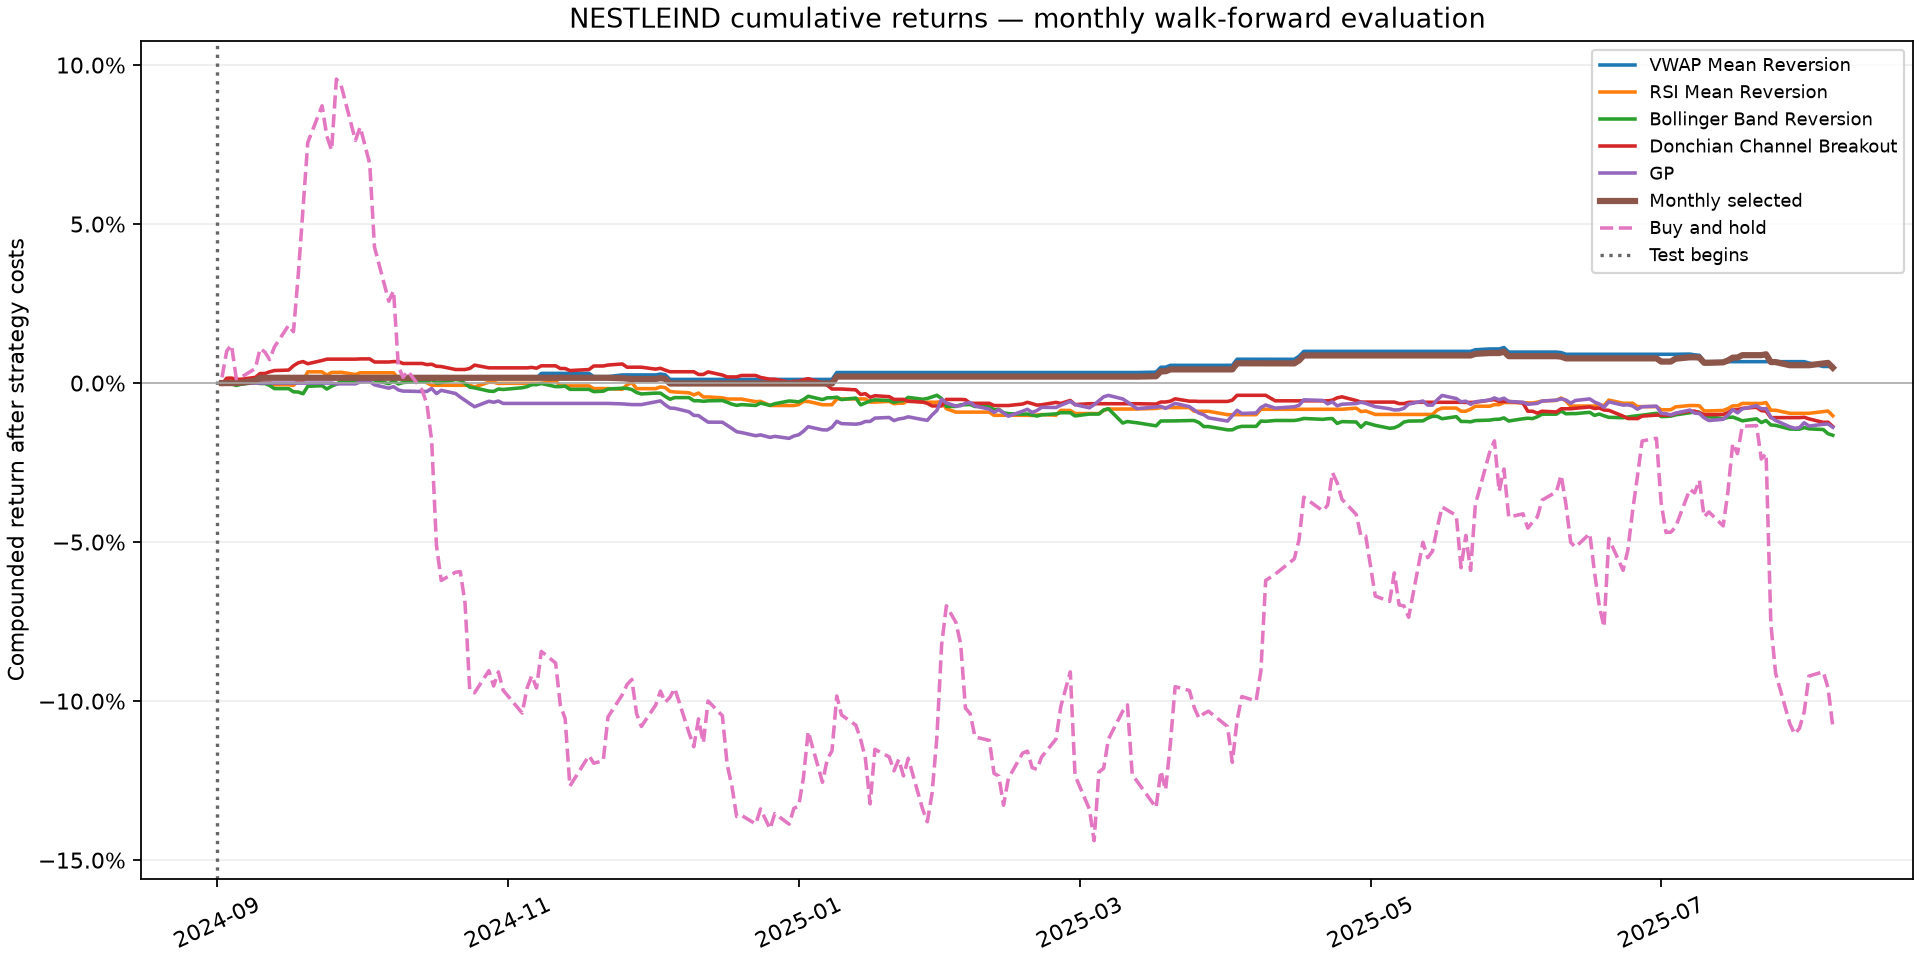 NESTLEIND cumulative returns — monthly walk-forward evaluation
Compounded return after strategy costs
10.0%
5.0%
0.0%
−5.0%
−10.0%
−15.0%
VWAP Mean Reversion
RSI Mean Reversion
Bollinger Band Reversion
Donchian Channel Breakout
GP
Monthly selected
Buy and hold
Test begins
2024-09
2024-11
2025-01
2025-03
2025-05
2025-07